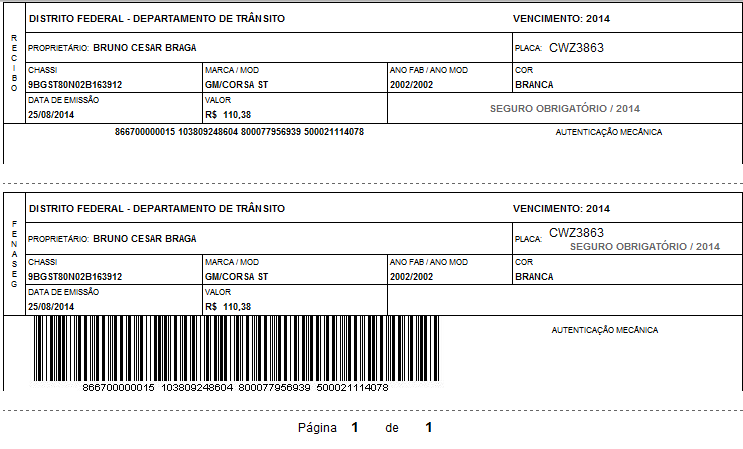 DISTRITO FEDERAL - DEPARTAMENTO DE TRÂNSITO VENCIMENTO: 2014
RECIBO
PROPRIETÁRIO: BRUNO CESAR BRAGA PLACA: CWZ3863
CHASSI MARCA / MOD ANO FAB / ANO MOD COR
9BGST80N02B163912 GM/CORSA ST 2002/2002 BRANCA
DATA DE EMISSÃO VALOR
SEGURO OBRIGATÓRIO / 2014
25/08/2014 R$ 110,38
866700000015 103809248604 800077956939 500021114078 AUTENTICAÇÃO MECÂNICA
DISTRITO FEDERAL - DEPARTAMENTO DE TRÂNSITO VENCIMENTO: 2014
FENASEG
PROPRIETÁRIO: BRUNO CESAR BRAGA PLACA: CWZ3863
SEGURO OBRIGATÓRIO / 2014
CHASSI MARCA / MOD ANO FAB / ANO MOD COR
9BGST80N02B163912 GM/CORSA ST 2002/2002 BRANCA
DATA DE EMISSÃO VALOR
25/08/2014 R$ 110,38
AUTENTICAÇÃO MECÂNICA
866700000015 103809248604 800077956939 500021114078
Página 1 de 1